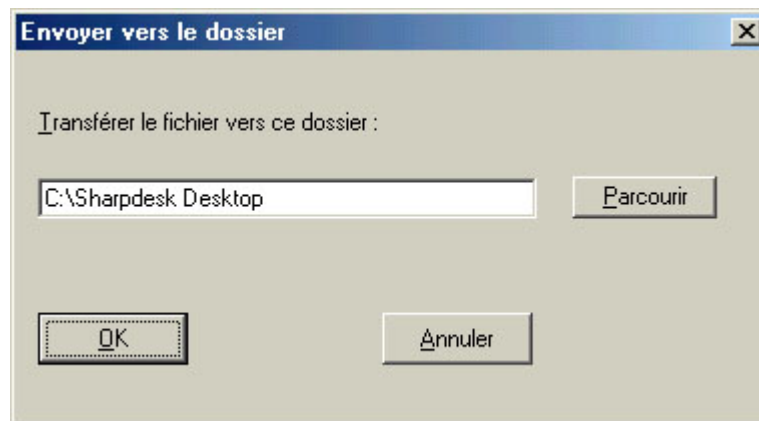 Envoyer vers le dossier
Transférer le fichier vers ce dossier :
C:\Sharpdesk Desktop
Parcourir
OK
Annuler